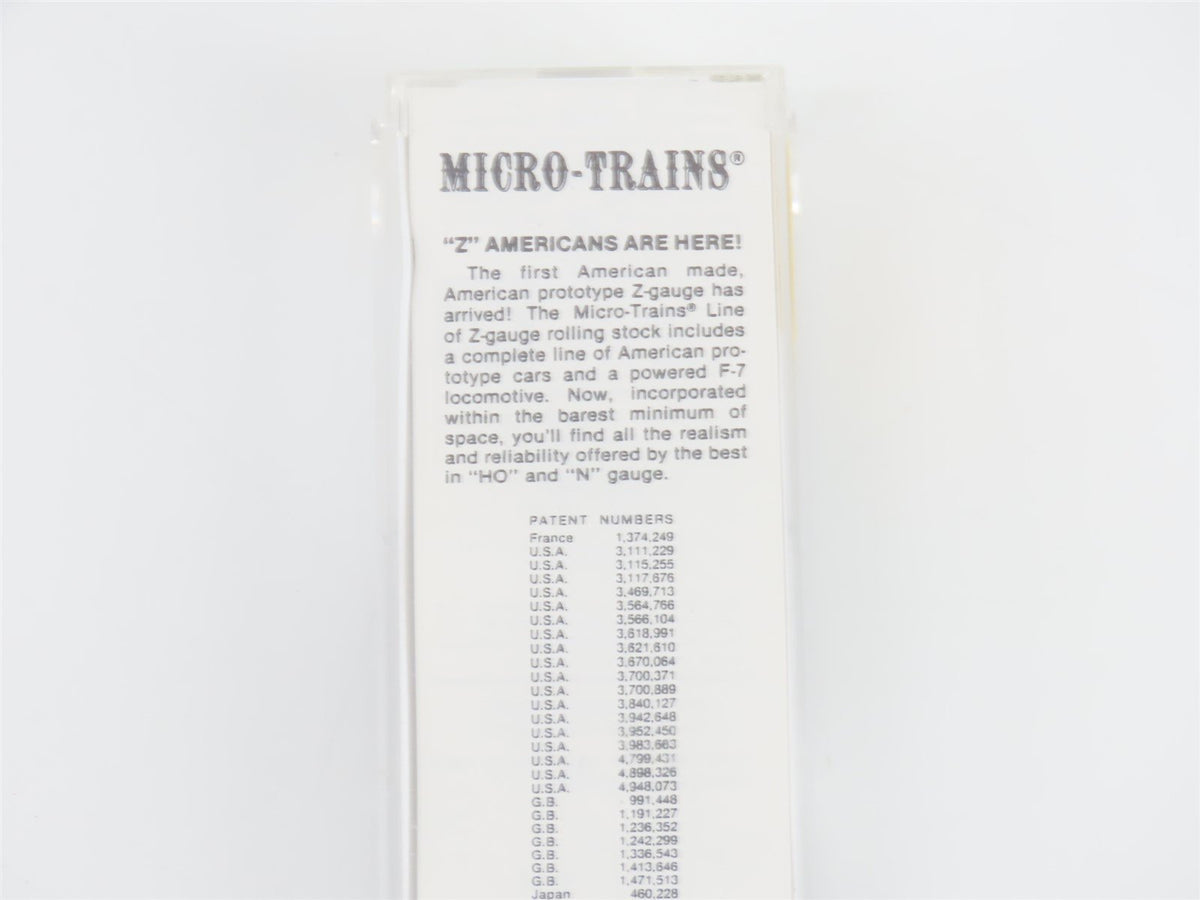 MICRO-TRAINS®
"Z" AMERICANS ARE HERE!
The first American made,
American prototype Z-gauge has
arrived! The Micro-Trains® Line
of Z-gauge rolling stock includes
a complete line of American pro-
totype cars and a powered F-7
locomotive. Now, incorporated
within the barest minimum of
space, you'll find all the realism
and reliability offered by the best
in "HO" and "N" gauge.
PATENT NUMBERS
France 1,374,249
U.S.A. 3,111,229
U.S.A. 3,115,255
U.S.A. 3,117,676
U.S.A. 3,469,713
U.S.A. 3,564,766
U.S.A. 3,566,104
U.S.A. 3,618,991
U.S.A. 3,621,610
U.S.A. 3,670,064
U.S.A. 3,700,371
U.S.A. 3,700,889
U.S.A. 3,840,127
U.S.A. 3,942,648
U.S.A. 3,952,450
U.S.A. 3,983,663
U.S.A. 4,799,431
U.S.A. 4,898,326
U.S.A. 4,948,073
G.B. 991,448
G.B. 1,191,227
G.B. 1,236,352
G.B. 1,242,299
G.B. 1,336,543
G.B. 1,413,646
G.B. 1,471,513
Japan 460,228